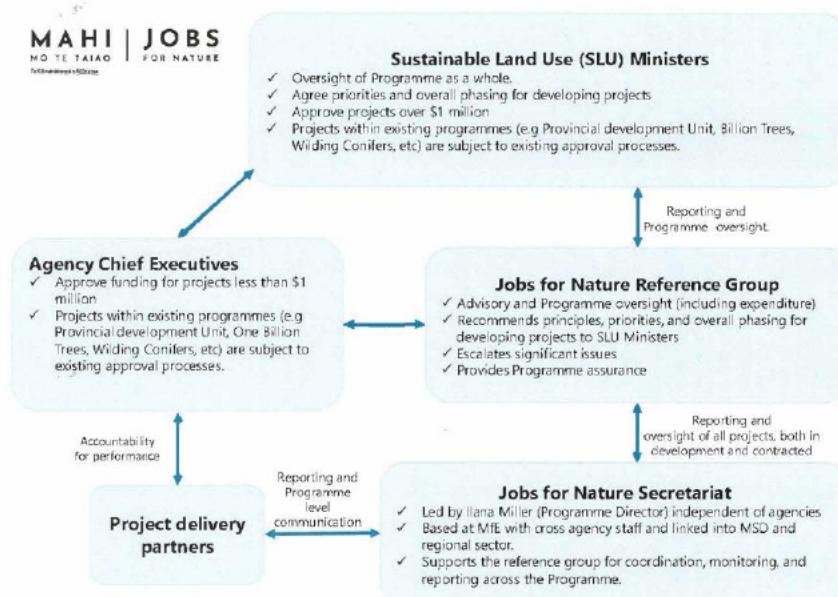 MAHI | JOBS
MO TE TAIAO FOR NATURE
Sustainable Land Use (SLU) Ministers
✓ Oversight of Programme as a whole.
✓ Agree priorities and overall phasing for developing projects
✓ Approve projects over $1 million
✓ Projects within existing programmes (e.g Provincial development Unit, Billion Trees,
Wilding Conifers, etc) are subject to existing approval processes.
Reporting and
Programme oversight.
Agency Chief Executives
✓ Approve funding for projects less than $1
million
✓ Projects within existing programmes (e.g
Provincial development Unit, One Billion
Trees, Wilding Conifers, etc) are subject to
existing approval processes.
Jobs for Nature Reference Group
✓ Advisory and Programme oversight (including expenditure)
✓ Recommends principles, priorities, and overall phasing for
developing projects to SLU Ministers
✓ Escalates significant issues
✓ Provides Programme assurance
Accountability
for performance
Reporting and
oversight of all projects, both in
development and contracted
Project delivery
partners
Reporting and
Programme
level
communication
Jobs for Nature Secretariat
✓ Led by Ilana Miller (Programme Director) independent of agencies
✓ Based at MfE with cross agency staff and linked into MSD and
regional sector.
✓ Supports the reference group for coordination, monitoring, and
reporting across the Programme.